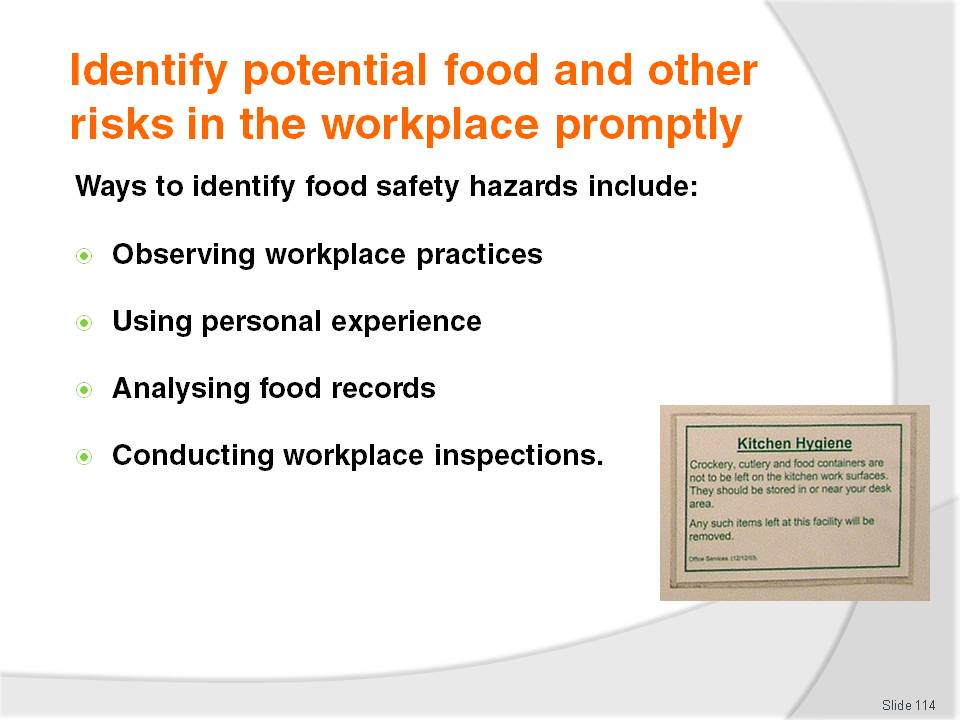 Identify potential food and other
risks in the workplace promptly
Ways to identify food safety hazards include:
Observing workplace practices
Using personal experience
Analysing food records
Conducting workplace inspections.
Kitchen Hygiene
Crockery, cutlery and food containers are
not to be left on the kitchen work surfaces.
They should be stored in or near your desk
area.
Any such items left at this facility will be
removed.
Office Services (12/12/03)
Slide 114